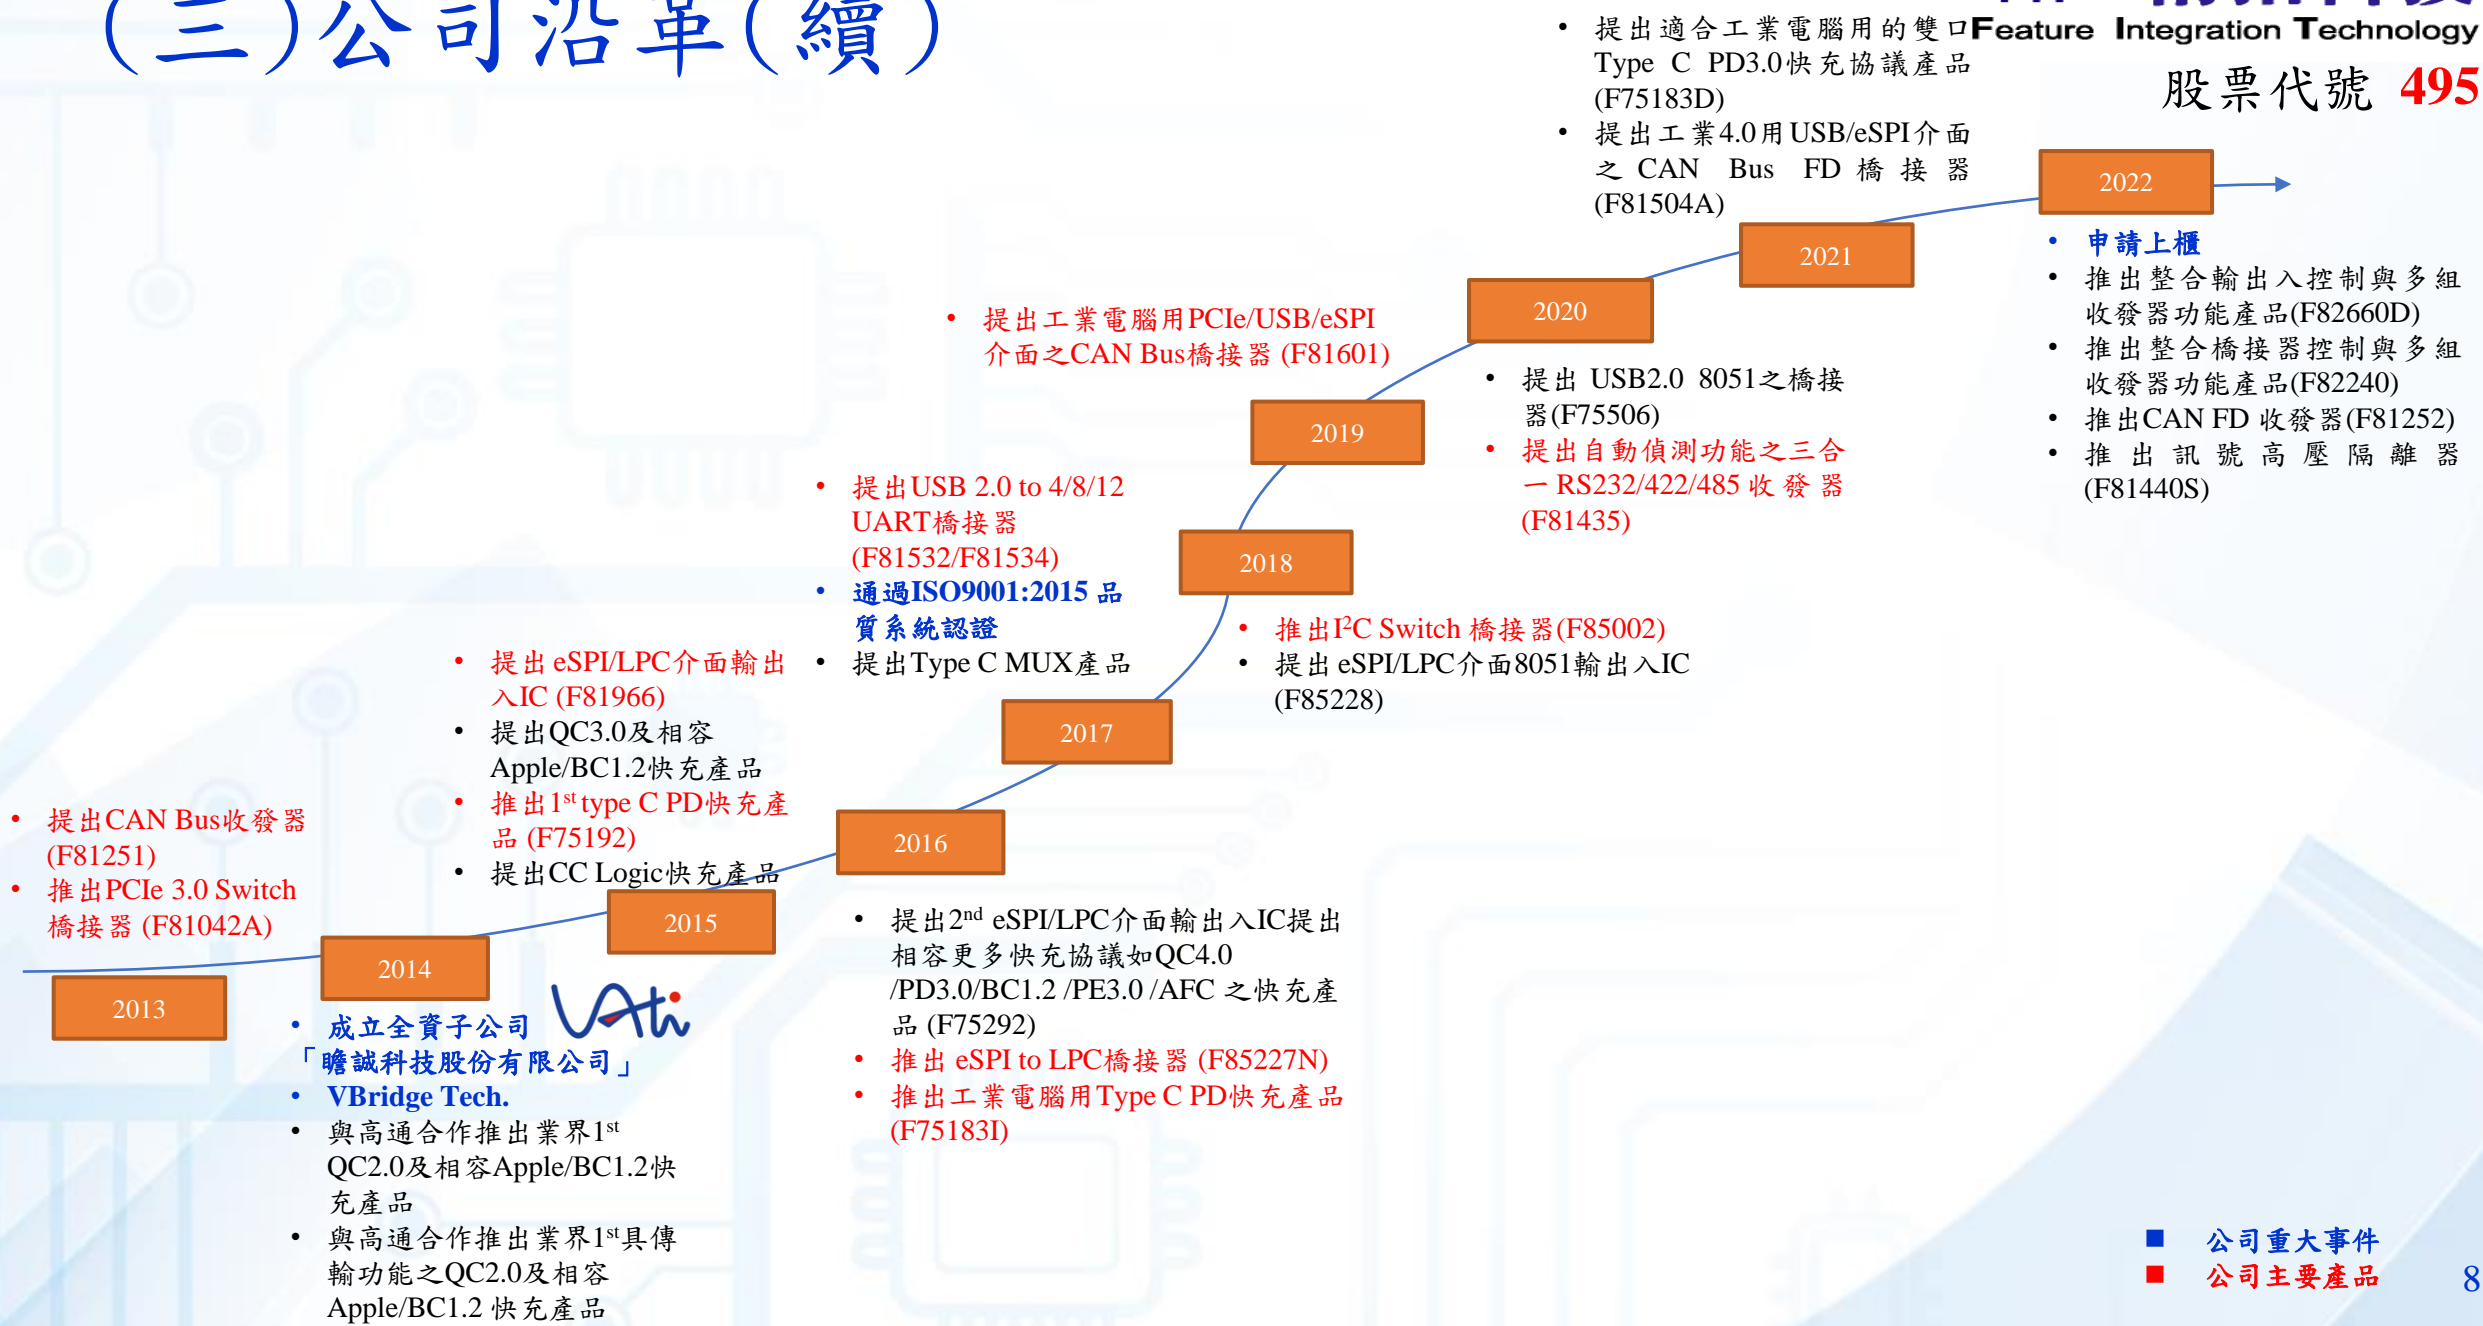 (三)公司沿革(續)
Feature Integration Technology
股票代號 495
• 提出CAN Bus收發器
(F81251)
• 推出PCIe 3.0 Switch
橋接器 (F81042A)
2013
2014
• 成立全資子公司
「瞻誠科技股份有限公司」
• VBridge Tech.
• 與高通合作推出業界1st
QC2.0及相容Apple/BC1.2快
充產品
• 與高通合作推出業界1st具傳
輸功能之QC2.0及相容
Apple/BC1.2 快充產品
VAti
• 提出 eSPI/LPC介面輸出
入IC (F81966)
• 提出QC3.0及相容
Apple/BC1.2快充產品
• 推出1st type C PD快充產
品 (F75192)
• 提出CC Logic快充產品
2015
2016
• 提出2nd eSPI/LPC介面輸出入IC提出
相容更多快充協議如QC4.0
/PD3.0/BC1.2 /PE3.0 /AFC 之快充產
品 (F75292)
• 推出 eSPI to LPC橋接器 (F85227N)
• 推出工業電腦用Type C PD快充產品
(F75183I)
• 提出USB 2.0 to 4/8/12
UART橋接器
(F81532/F81534)
• 通過ISO9001:2015 品
質系統認證
• 提出Type C MUX產品
2017
2018
• 推出I²C Switch 橋接器(F85002)
• 提出 eSPI/LPC介面8051輸出入IC
(F85228)
• 提出工業電腦用PCIe/USB/eSPI
介面之CAN Bus橋接器 (F81601)
2019
2020
• 提出 USB2.0 8051之橋接
器(F75506)
• 提出自動偵測功能之三合
一 RS232/422/485 收發器
(F81435)
• 提出適合工業電腦用的雙口
Type C PD3.0快充協議產品
(F75183D)
• 提出工業4.0用USB/eSPI介面
之 CAN Bus FD 橋接器
(F81504A)
2021
2022
• 申請上櫃
• 推出整合輸出入控制與多組
收發器功能產品(F82660D)
• 推出整合橋接器控制與多組
收發器功能產品(F82240)
• 推出CAN FD 收發器(F81252)
• 推出訊號高壓隔離器
(F81440S)
■ 公司重大事件
■ 公司主要產品
8